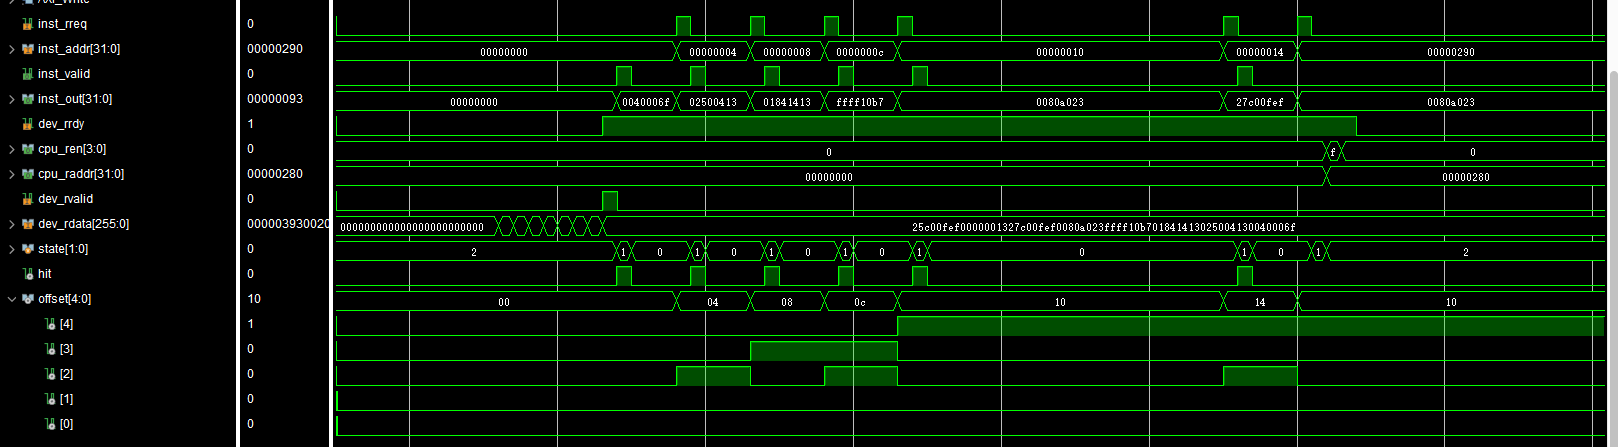 inst_rreq 0
inst_addr[31:0] 00000290 00000000 00000004 00000008 0000000c 00000010 00000014 00000290
inst_valid 0
inst_out[31:0] 00000093 00000000 0040006f 02500413 01841413 ffff10b7 0080a023 27c00fef 0080a023
dev_rrdy 1
cpu_ren[3:0] 0 0 f 0
cpu_raddr[31:0] 00000280 00000000 00000280
dev_rvalid 0
dev_rdata[255:0] 000003930020 25c00fef0000001327c00fef0080a023ffff10b701841413025004130040006f
state[1:0] 0 2 1 0 1 0 1 0 1 0 1 0 1 0 1 2
hit 0
offset[4:0] 10 00 04 08 0c 10 14 10
[4] 1
[3] 0
[2] 0
[1] 0
[0] 0